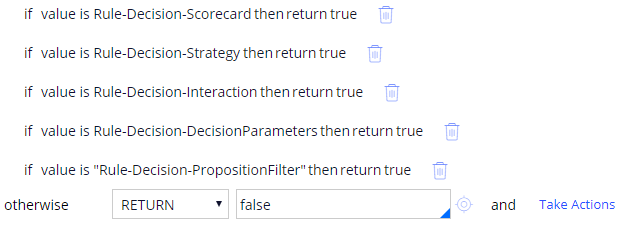 if value is Rule-Decision-Scorecard then return true
if value is Rule-Decision-Strategy then return true
if value is Rule-Decision-Interaction then return true
if value is Rule-Decision-DecisionParameters then return true
if value is "Rule-Decision-PropositionFilter" then return true
otherwise RETURN false and Take Actions